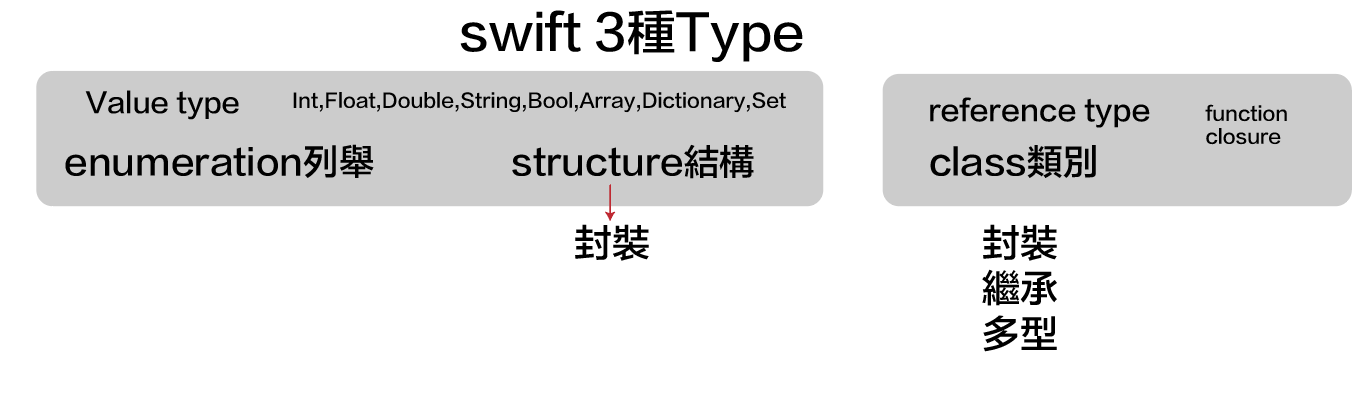 swift 3種Type
Value type Int,Float,Double,String,Bool,Array,Dictionary,Set
enumeration列舉 structure結構
封裝
reference type
function
closure
class類別
封裝
繼承
多型